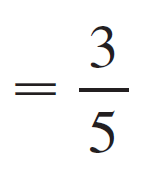 = 3/5